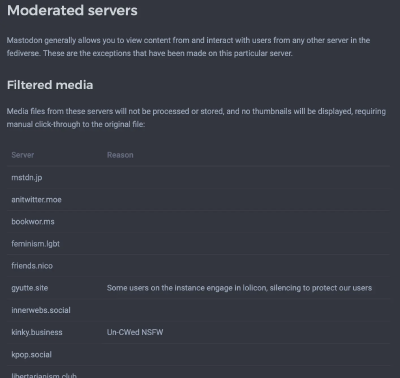 Moderated servers
Mastodon generally allows you to view content from and interact with users from any other server in the
fediverse. These are the exceptions that have been made on this particular server.
Filtered media
Media files from these servers will not be processed or stored, and no thumbnails will be displayed, requiring
manual click-through to the original file:
Server Reason
mstdn.jp
anitwitter.moe
bookwor.ms
feminism.lgbt
friends.nico
gyutte.site Some users on the instance engage in lolicon, silencing to protect our users
innerwebs.social
kinky.business Un-CWed NSFW
kpop.social
libertarianism.club